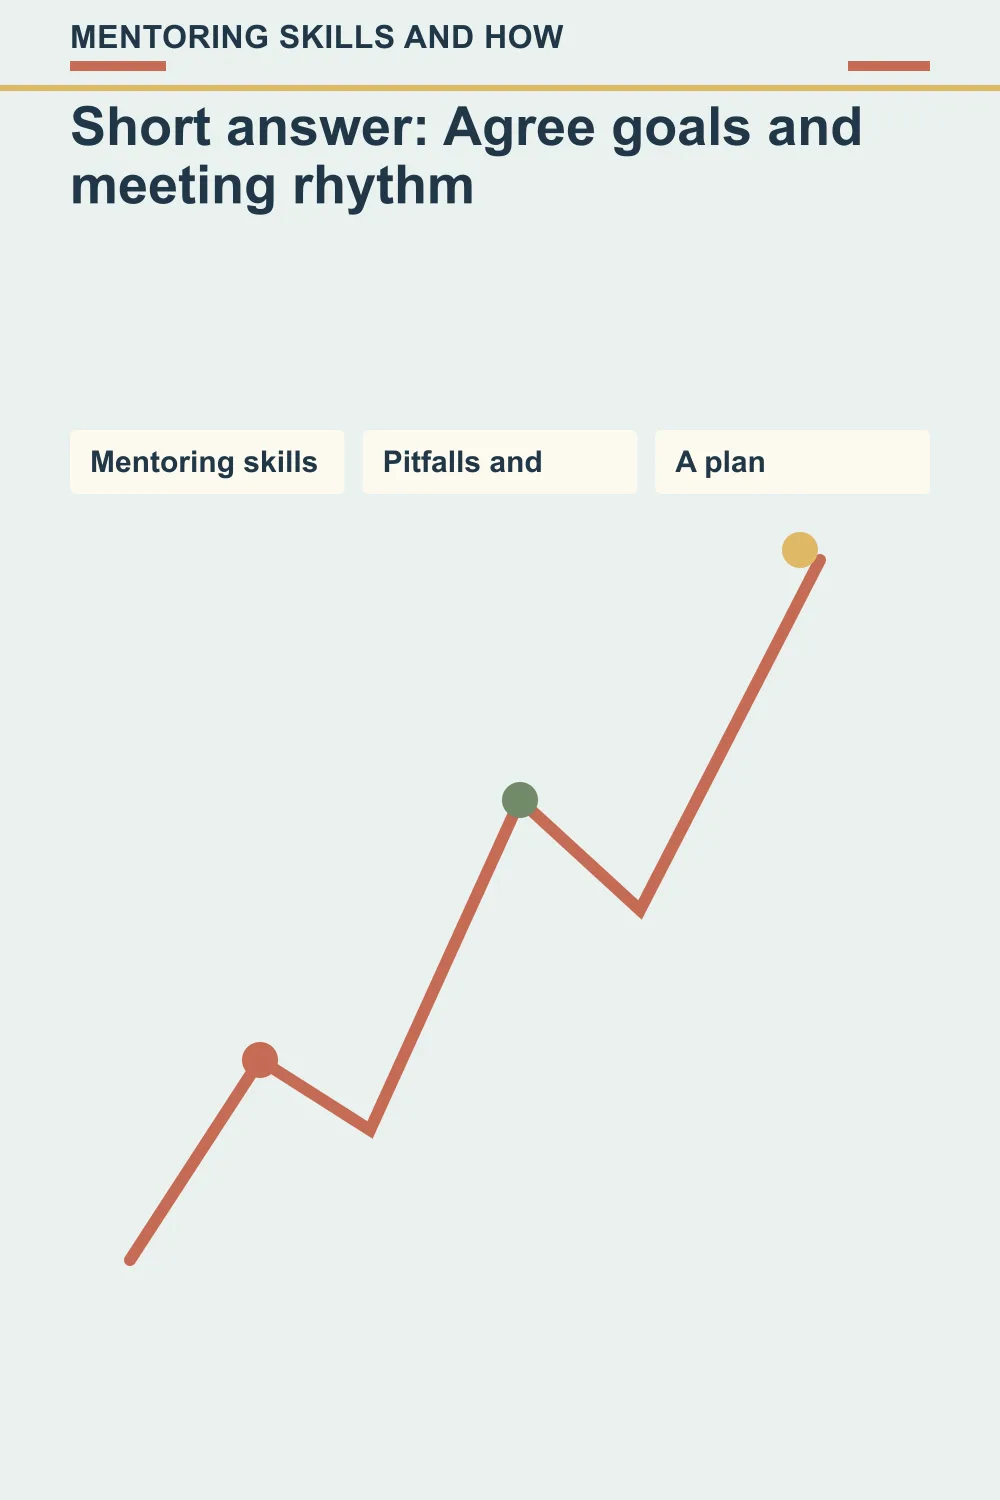 MENTORING SKILLS AND HOW
Short answer: Agree goals and
meeting rhythm
Mentoring skills
Pitfalls and
A plan